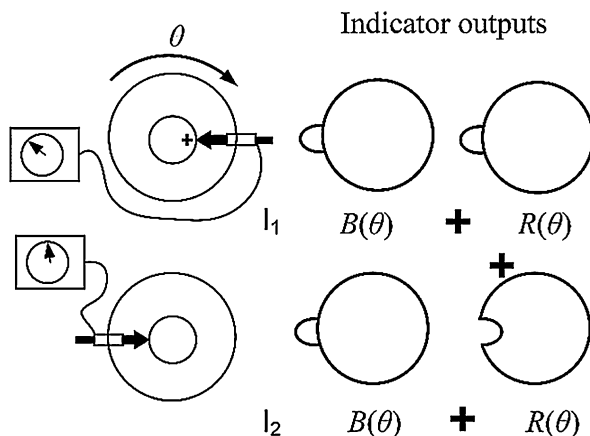 θ
Indicator outputs
+
I₁ B(θ) + R(θ)
+
I₂ B(θ) + R(θ)